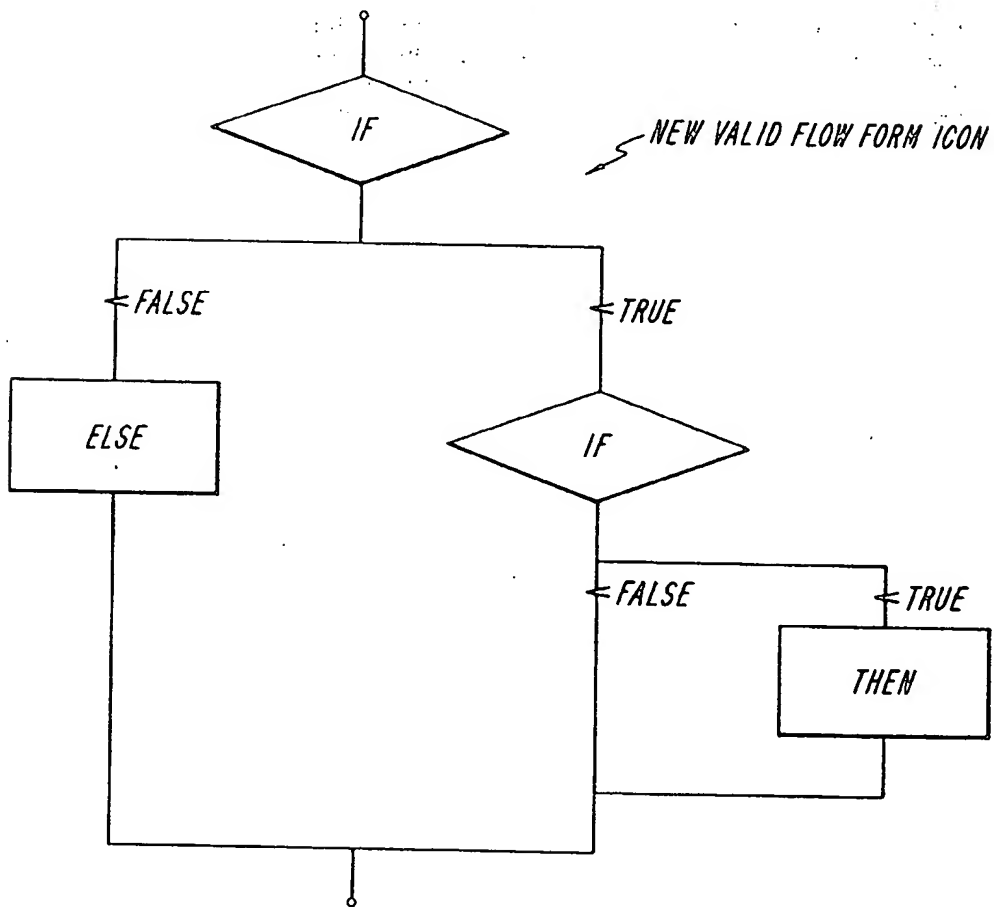 IF
NEW VALID FLOW FORM ICON
FALSE
TRUE
ELSE
IF
FALSE
TRUE
THEN